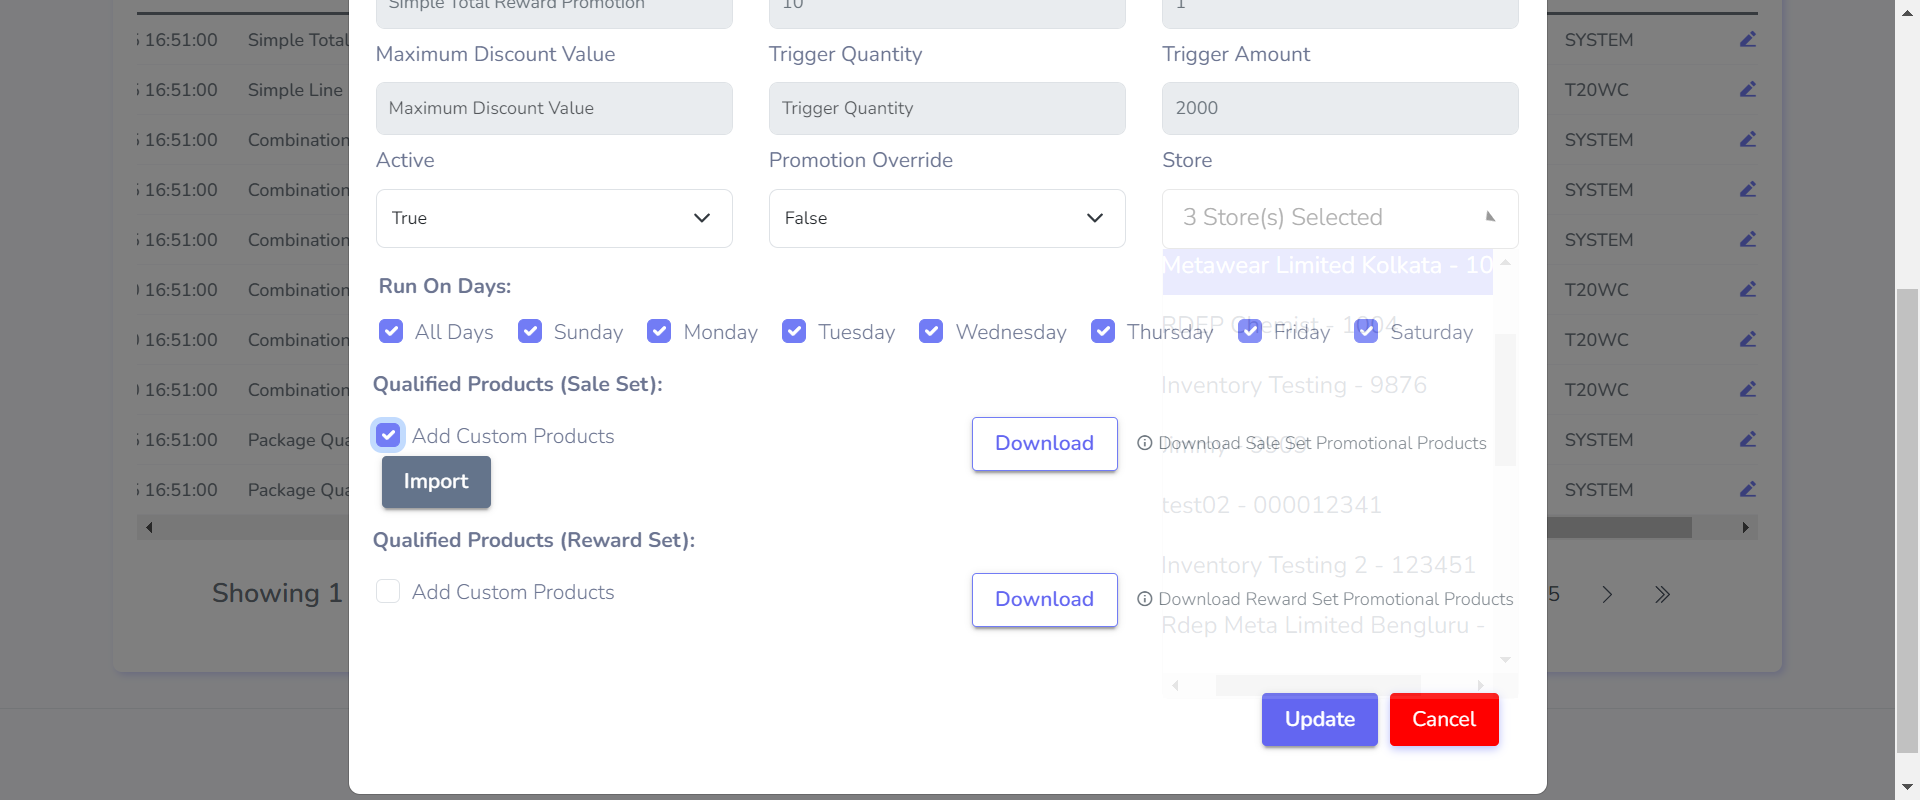 Simple Total Reward Promotion 10 1
Maximum Discount Value Trigger Quantity Trigger Amount
Maximum Discount Value Trigger Quantity 2000
Active Promotion Override Store
True False 3 Store(s) Selected
Metawear Limited Kolkata - 10
Run On Days:
RDEP Chemist - 1004
All Days Sunday Monday Tuesday Wednesday Thursday Friday Saturday
Qualified Products (Sale Set):
Inventory Testing - 9876
Add Custom Products Download Download Sale Set Promotional Products
Import
test02 - 000012341
Qualified Products (Reward Set):
Inventory Testing 2 - 123451
Add Custom Products Download Download Reward Set Promotional Products
Rdep Meta Limited Bengluru -
Update Cancel
16:51:00 Simple Total SYSTEM
16:51:00 Simple Line T20WC
16:51:00 Combination SYSTEM
16:51:00 Combination SYSTEM
16:51:00 Combination SYSTEM
16:51:00 Combination T20WC
16:51:00 Combination T20WC
16:51:00 Combination T20WC
16:51:00 Package Qua SYSTEM
16:51:00 Package Qua SYSTEM
Showing 1 5